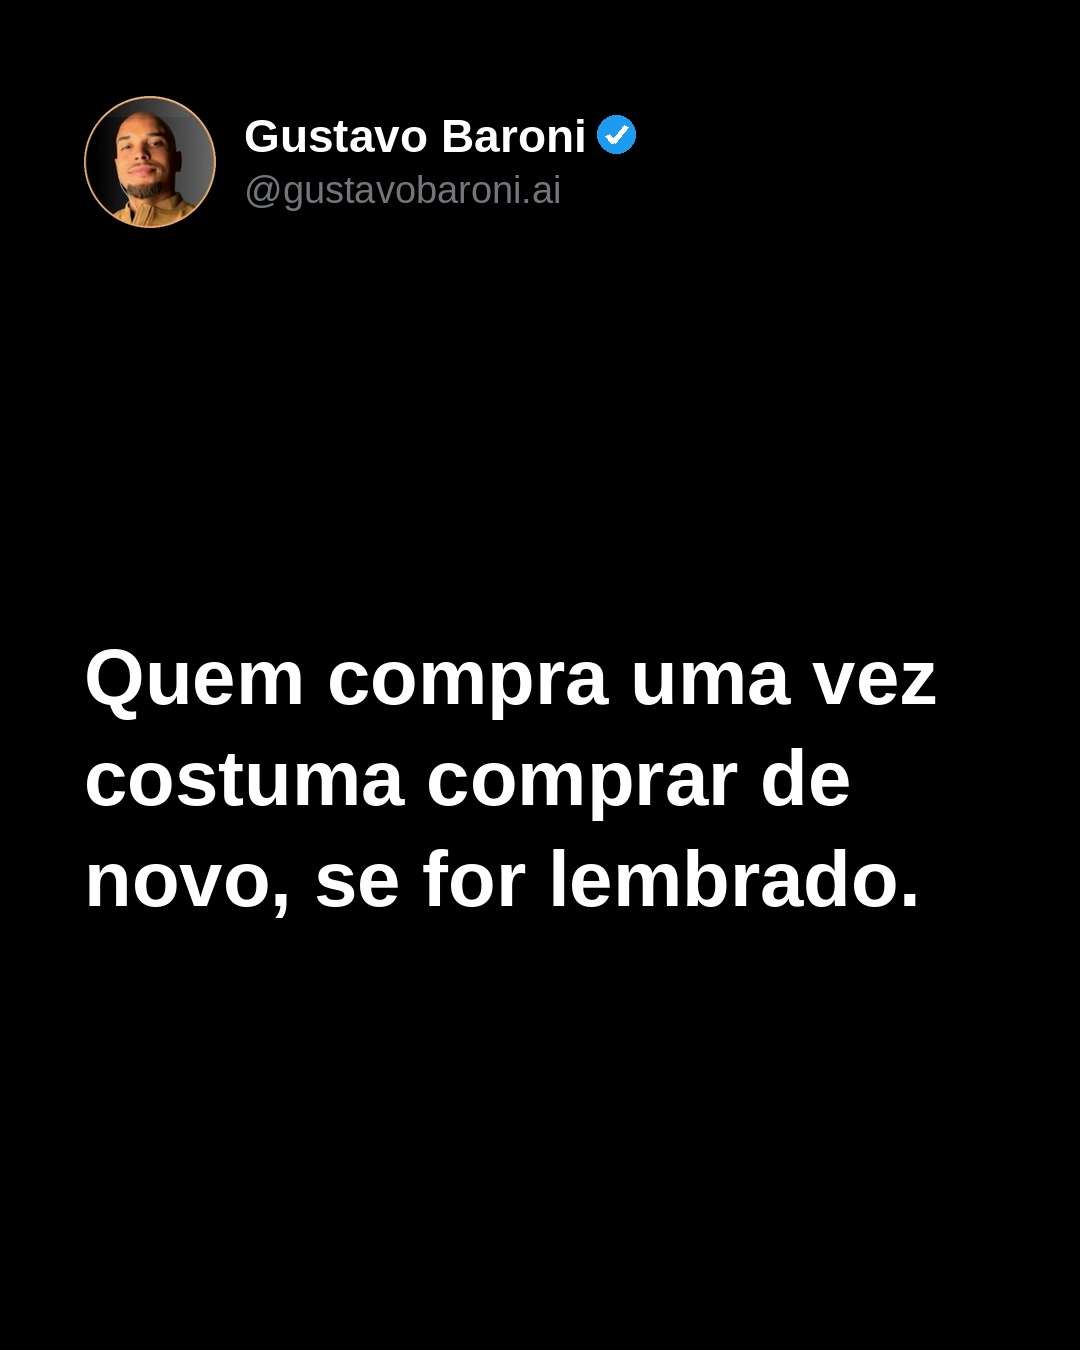 Gustavo Baroni
@gustavobaroni.ai
Quem compra uma vez
costuma comprar de
novo, se for lembrado.